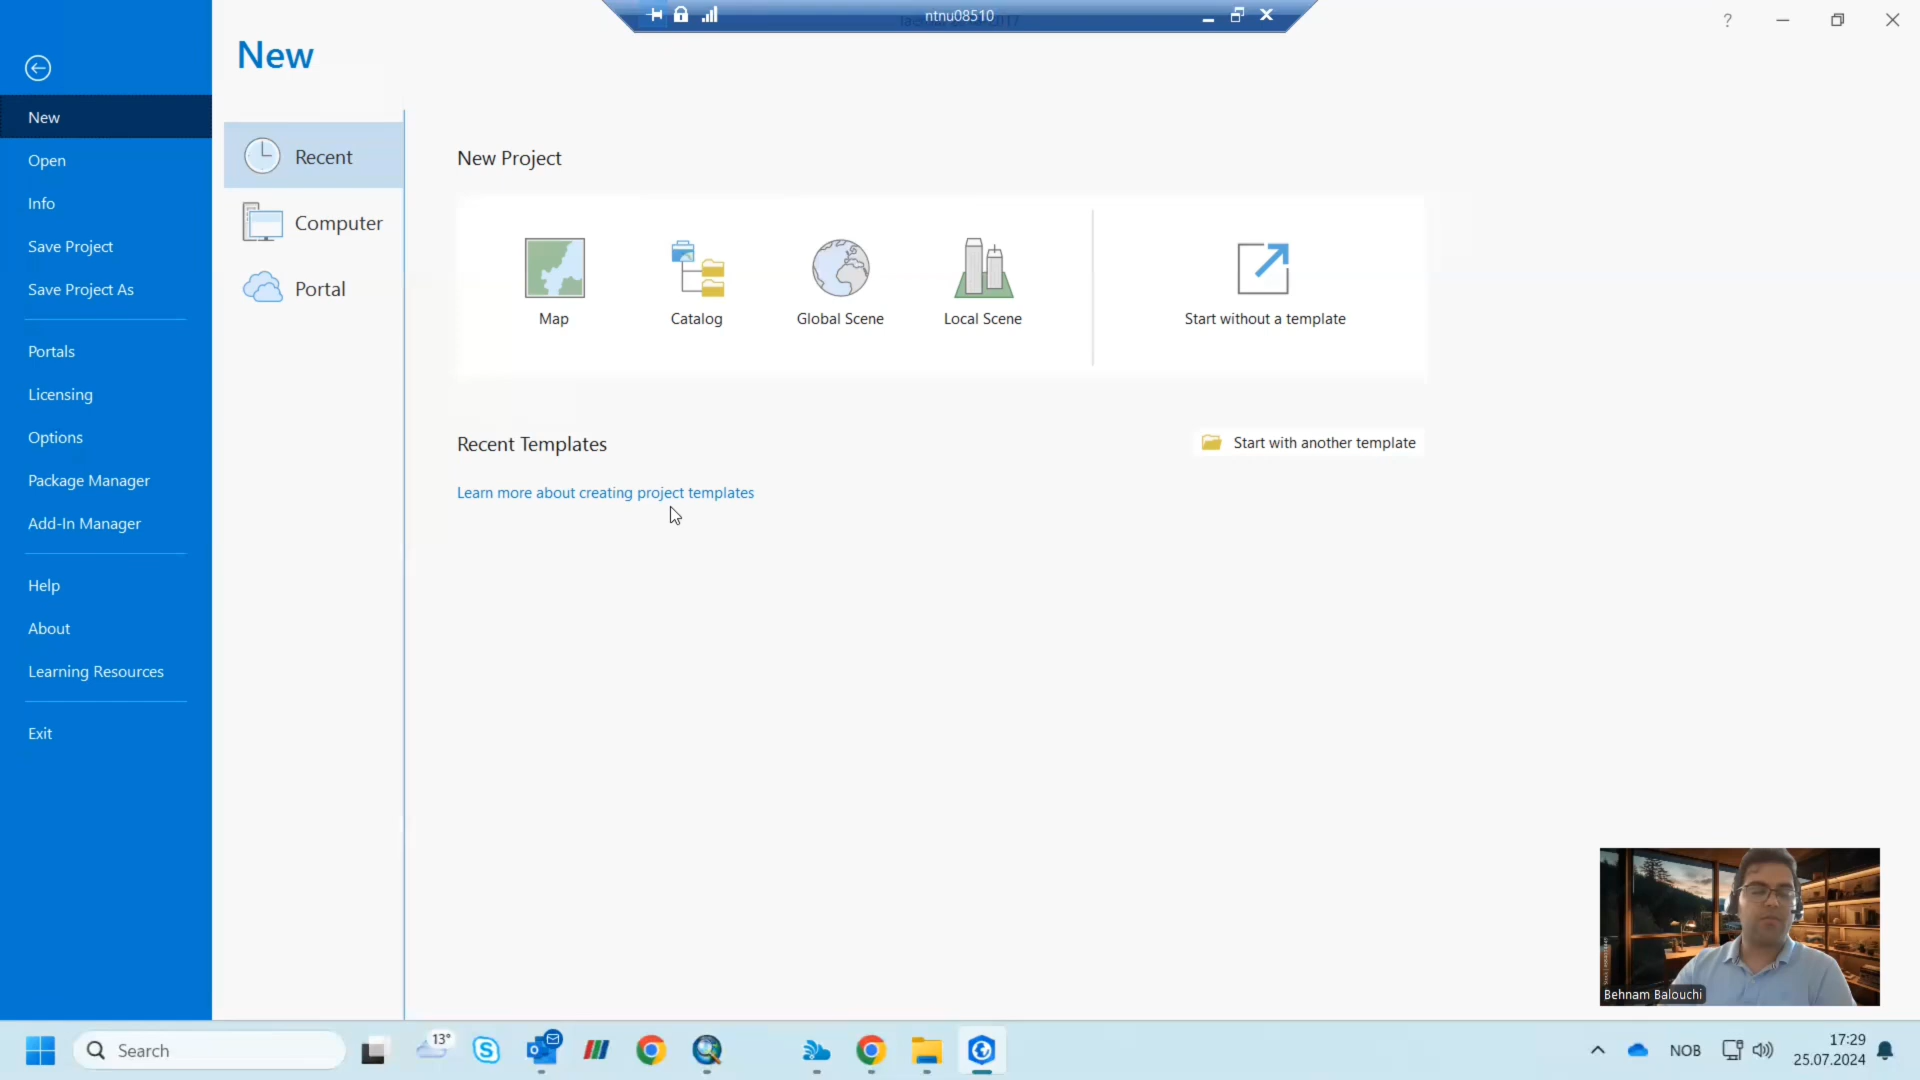 ntnu08510
New
New
Open
Info
Save Project
Save Project As
Portals
Licensing
Options
Package Manager
Add-In Manager
Help
About
Learning Resources
Exit
Recent
Computer
Portal
New Project
Map
Catalog
Global Scene
Local Scene
Start without a template
Recent Templates
Start with another template
Learn more about creating project templates
Behnam Balouchi
Search
13°
NOB
17:29
25.07.2024